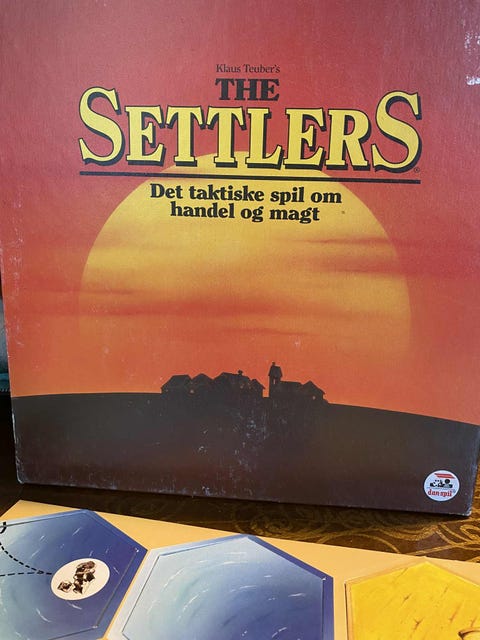 Klaus Teuber's
THE
SETTLERS
Det taktiske spil om
handel og magt
dan spil